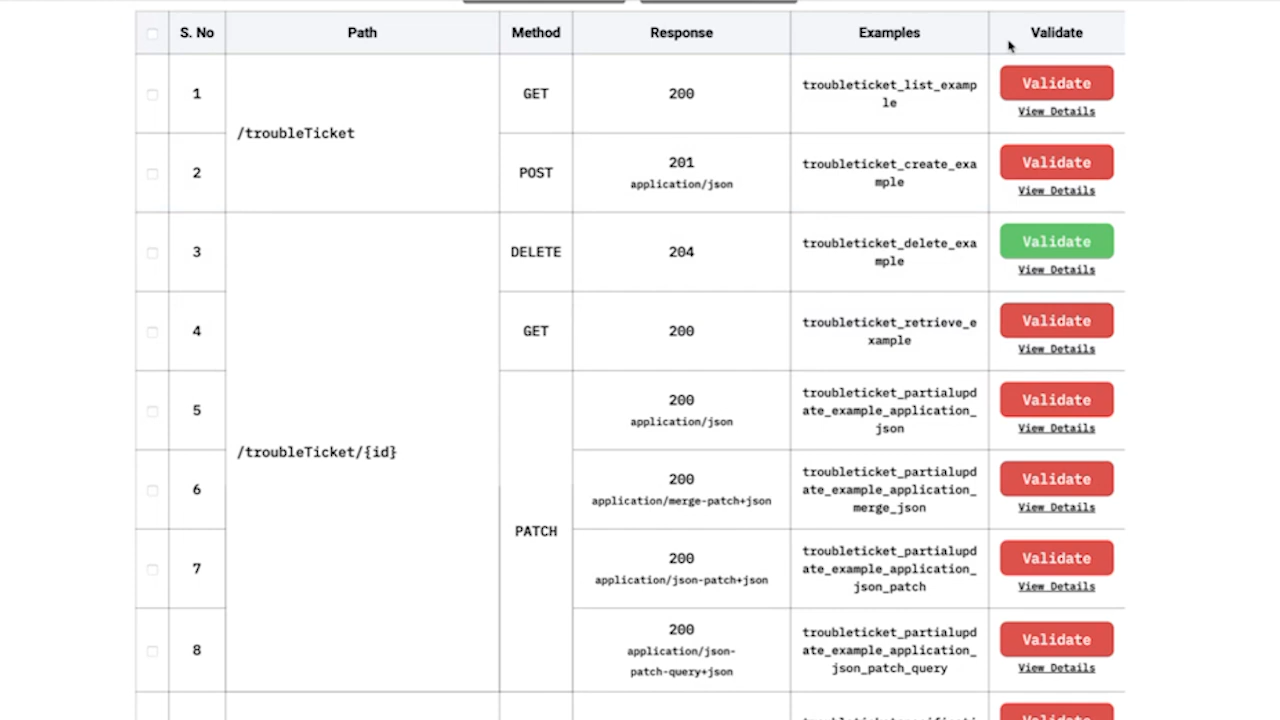 S. No Path Method Response Examples Validate
1 /troubleTicket GET 200 troubleticket_list_examp
le
Validate
View Details
2 POST 201
application/json
troubleticket_create_exa
mple
Validate
View Details
3 /troubleTicket/{id} DELETE 204 troubleticket_delete_exa
mple
Validate
View Details
4 GET 200 troubleticket_retrieve_e
xample
Validate
View Details
5 PATCH 200
application/json
troubleticket_partialupd
ate_example_application_
json
Validate
View Details
6 200
application/merge-patch+json
troubleticket_partialupd
ate_example_application_
merge_json
Validate
View Details
7 200
application/json-patch+json
troubleticket_partialupd
ate_example_application_
json_patch
Validate
View Details
8 200
application/json-
patch-query+json
troubleticket_partialupd
ate_example_application_
json_patch_query
Validate
View Details